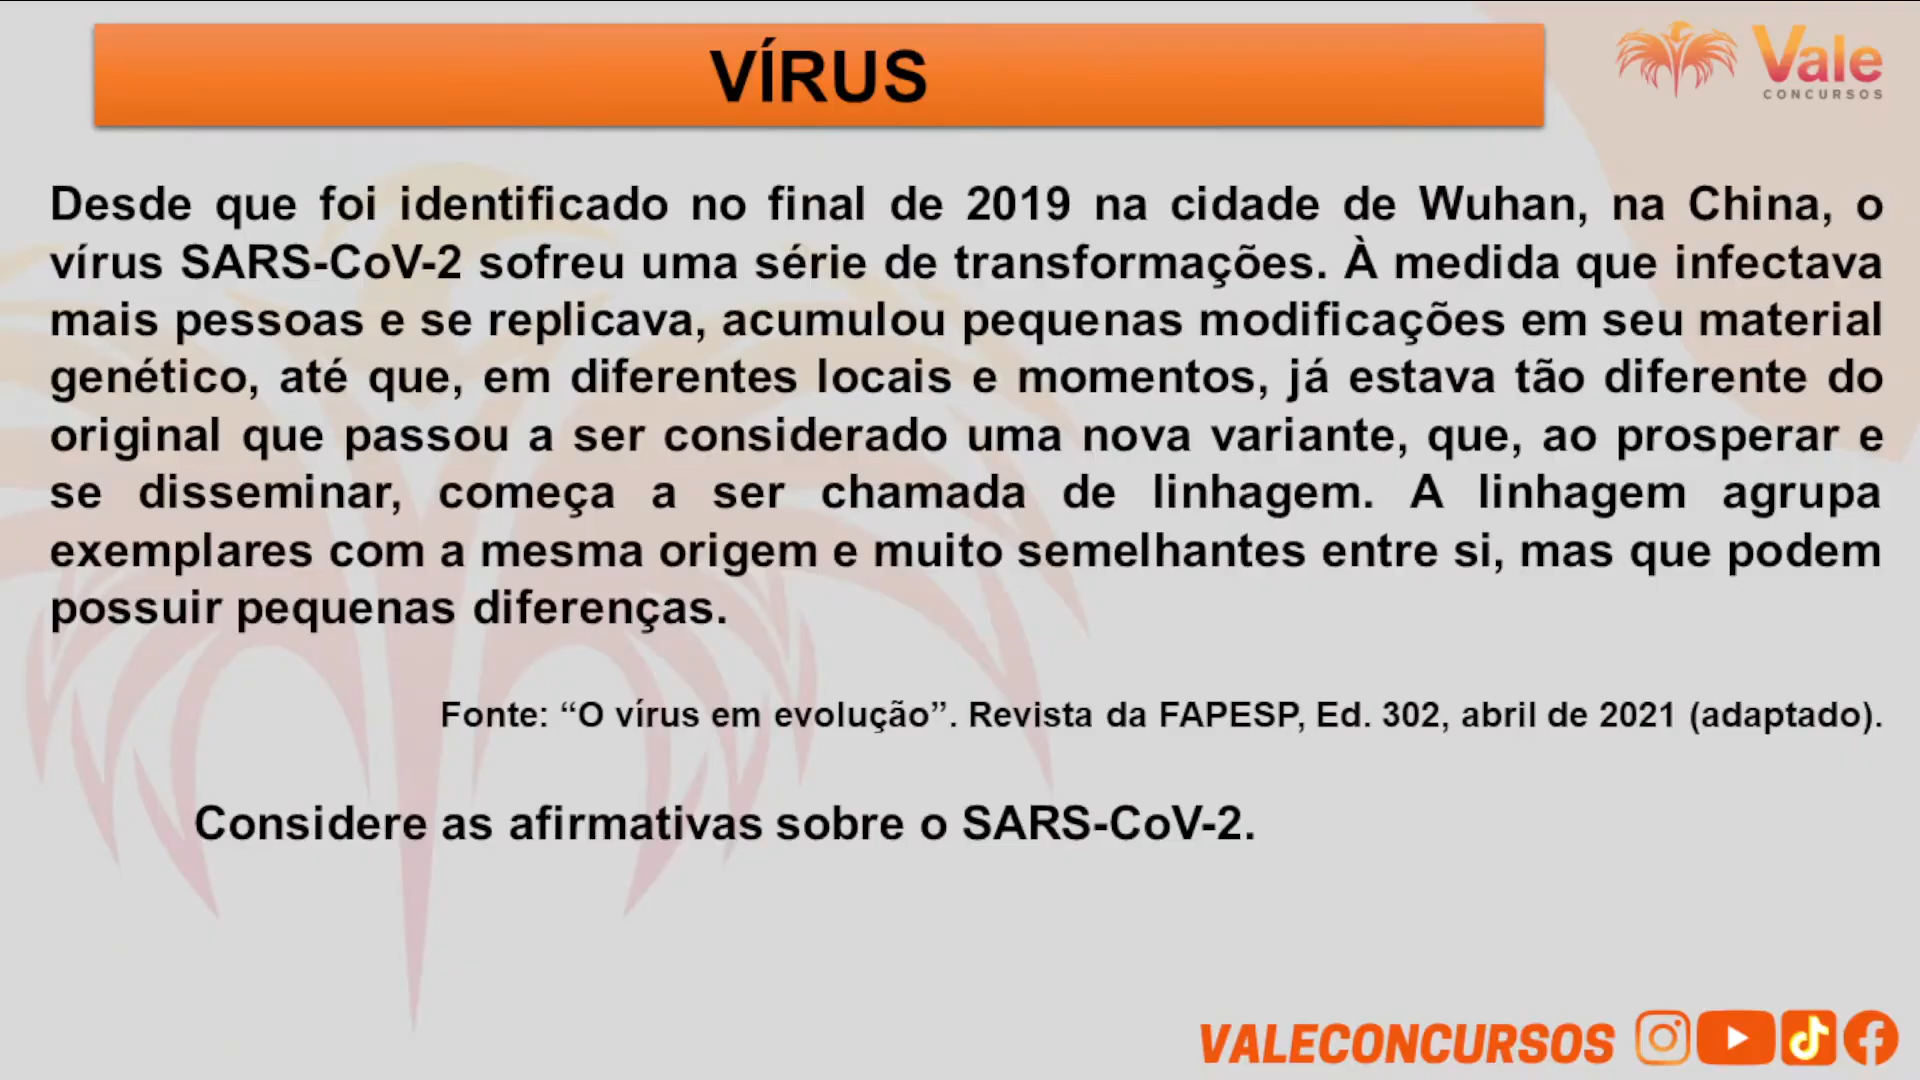 VÍRUS
Vale
CONCURSOS
Desde que foi identificado no final de 2019 na cidade de Wuhan, na China, o
vírus SARS-CoV-2 sofreu uma série de transformações. À medida que infectava
mais pessoas e se replicava, acumulou pequenas modificações em seu material
genético, até que, em diferentes locais e momentos, já estava tão diferente do
original que passou a ser considerado uma nova variante, que, ao prosperar e
se disseminar, começa a ser chamada de linhagem. A linhagem agrupa
exemplares com a mesma origem e muito semelhantes entre si, mas que podem
possuir pequenas diferenças.
Fonte: “O vírus em evolução”. Revista da FAPESP, Ed. 302, abril de 2021 (adaptado).
Considere as afirmativas sobre o SARS-CoV-2.
VALECONCURSOS